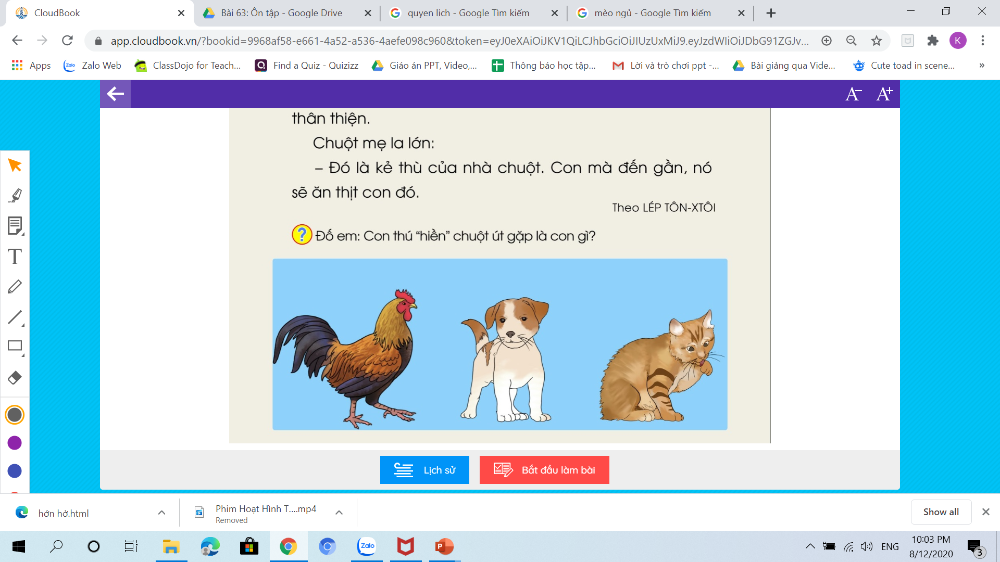 CloudBook
Bài 63: Ôn tập - Google Drive
quyen lich - Google Tìm kiếm
mèo ngủ - Google Tìm kiếm
app.cloudbook.vn/?bookid=9968af58-e661-4a52-a536-4aefe098c960&token=eyJ0eXAiOiJKV1QiLCJhbGciOiJIUzUxMiJ9.eyJzdWIiOiJDbG91ZGJv...
K
Apps
Zalo Web
ClassDojo for Teach...
Find a Quiz - Quizizz
Giáo án PPT, Video,...
Thông báo học tập...
Lời và trò chơi ppt -...
Bài giảng qua Vide...
Cute toad in scene...
»
A-
A+
thân thiện.
Chuột mẹ la lớn:
– Đó là kẻ thù của nhà chuột. Con mà đến gần, nó
sẽ ăn thịt con đó.
Theo LÉP TÔN-XTÔI
? Đố em: Con thú “hiền” chuột út gặp là con gì?
T
Lịch sử
Bắt đầu làm bài
hớn hở.html
Phim Hoạt Hình T....mp4
Removed
Show all
Zalo
P
ENG
10:03 PM
8/12/2020
3